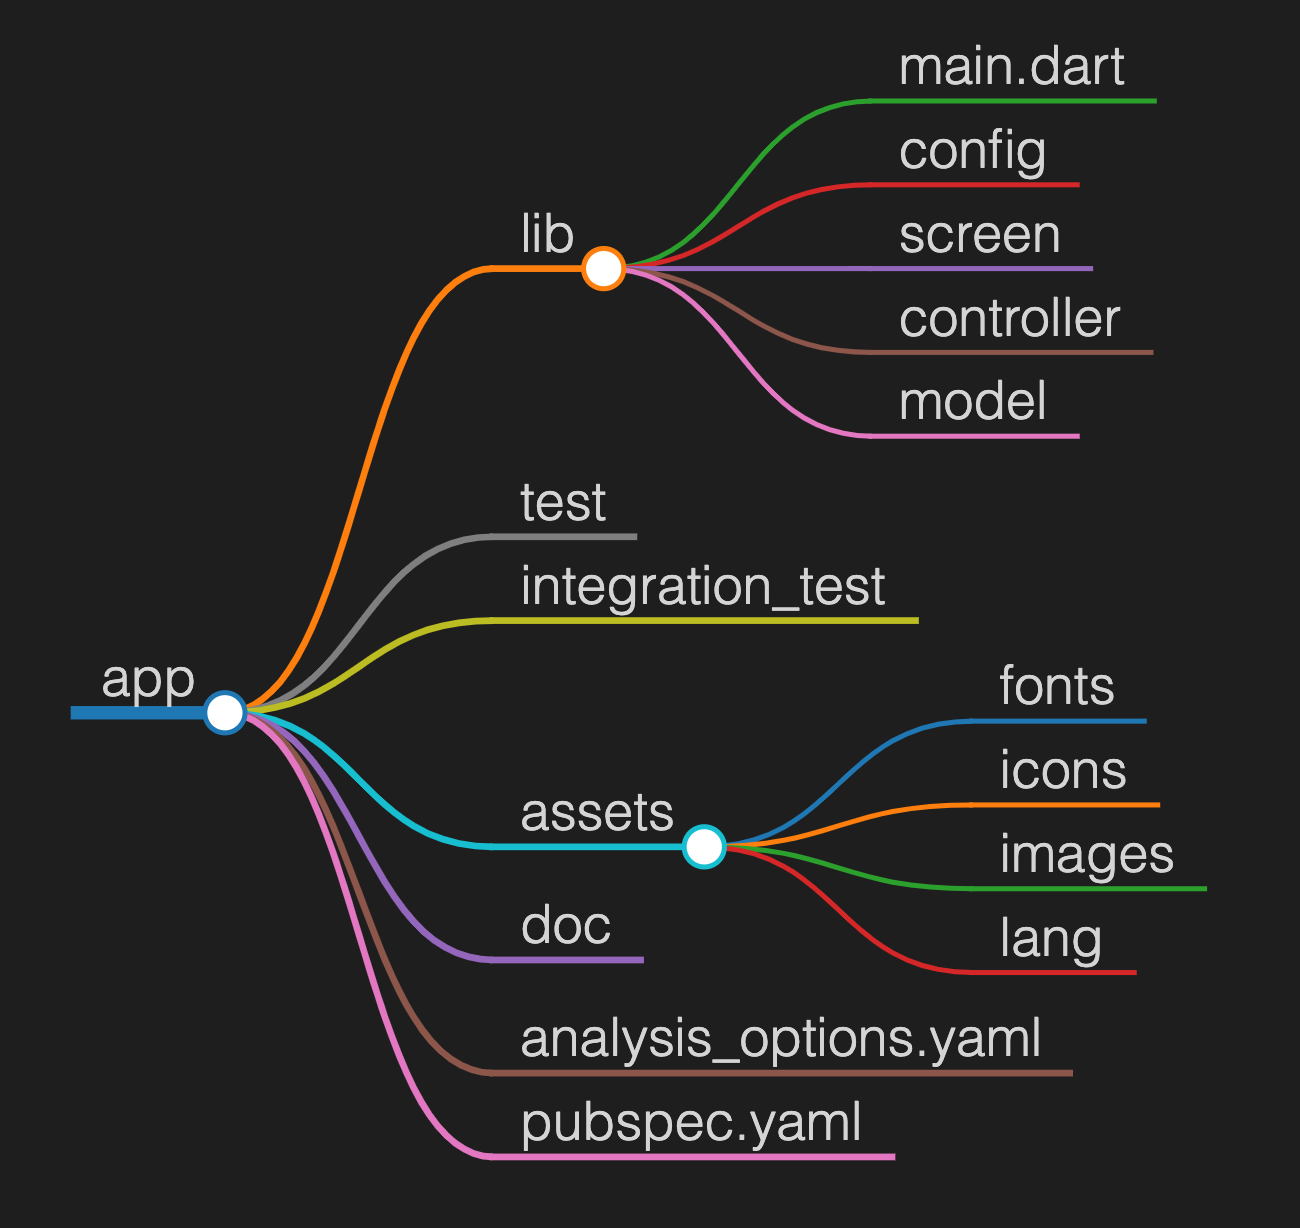 main.dart
config
lib
screen
controller
model
test
integration_test
app
fonts
icons
assets
images
doc
lang
analysis_options.yaml
pubspec.yaml